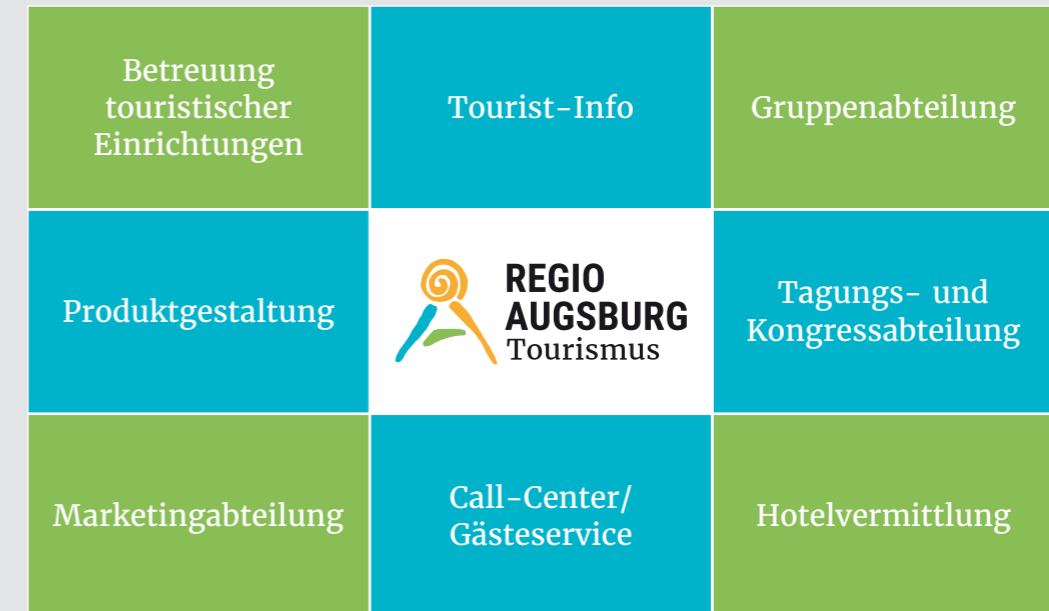 Betreuung
touristischer
Einrichtungen
Tourist-Info
Gruppenabteilung
Produktgestaltung
REGIO
AUGSBURG
Tourismus
Tagungs- und
Kongressabteilung
Marketingabteilung
Call-Center/
Gästeservice
Hotelvermittlung